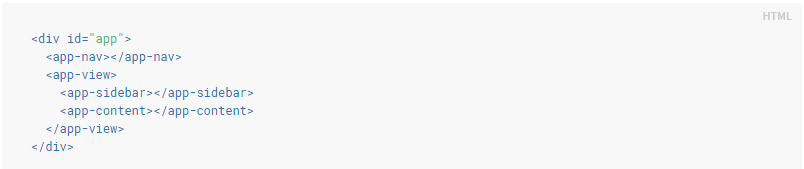 HTML
<div id="app">
  <app-nav></app-nav>
  <app-view>
    <app-sidebar></app-sidebar>
    <app-content></app-content>
  </app-view>
</div>